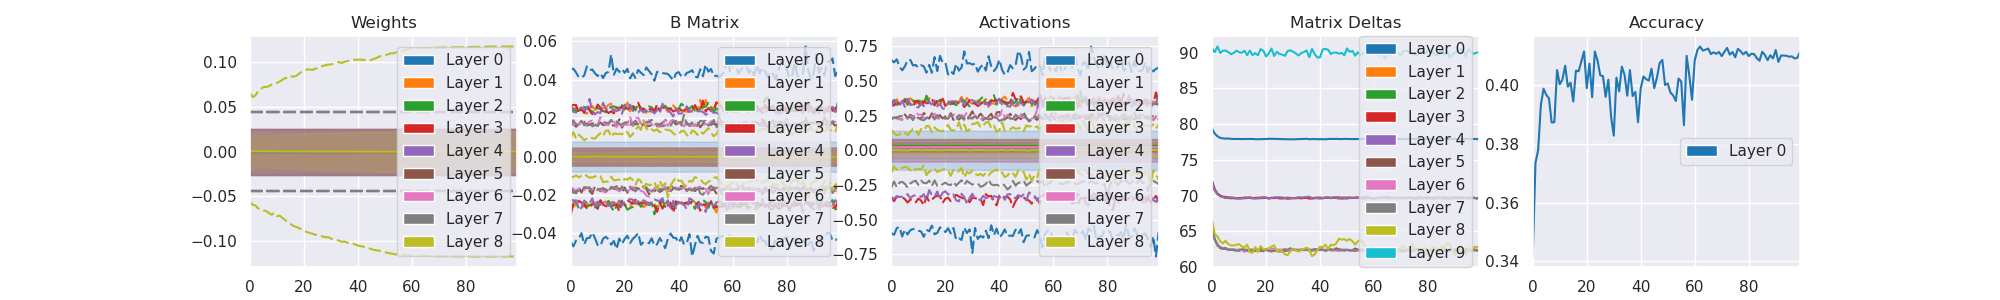 Weights
0.10
0.05
0.00
−0.05
−0.10
0 20 40 60 80
Layer 0
Layer 1
Layer 2
Layer 3
Layer 4
Layer 5
Layer 6
Layer 7
Layer 8
B Matrix
0.06
0.04
0.02
0.00
−0.02
−0.04
0 20 40 60 80
Layer 0
Layer 1
Layer 2
Layer 3
Layer 4
Layer 5
Layer 6
Layer 7
Layer 8
Activations
0.75
0.50
0.25
0.00
−0.25
−0.50
−0.75
0 20 40 60 80
Layer 0
Layer 1
Layer 2
Layer 3
Layer 4
Layer 5
Layer 6
Layer 7
Layer 8
Matrix Deltas
90
85
80
75
70
65
60
0 20 40 60 80
Layer 0
Layer 1
Layer 2
Layer 3
Layer 4
Layer 5
Layer 6
Layer 7
Layer 8
Layer 9
Accuracy
0.40
0.38
0.36
0.34
0 20 40 60 80
Layer 0